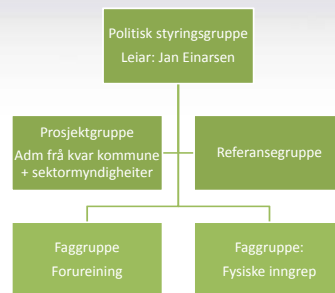 Politisk styringsgruppe
Leiar: Jan Einarsen
Prosjektgruppe
Adm frå kvar kommune
+ sektormyndigheiter
Referansegruppe
Faggruppe
Forureining
Faggruppe:
Fysiske inngrep